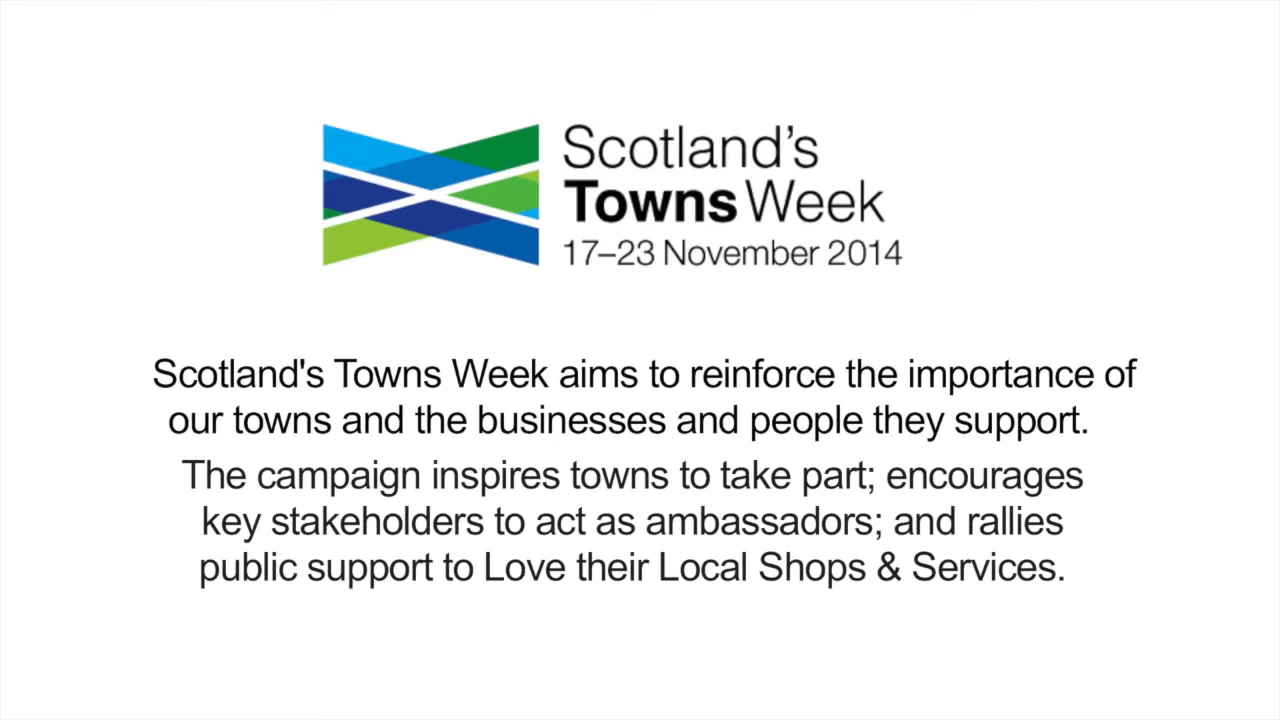 Scotland’s
Towns Week
17–23 November 2014
Scotland's Towns Week aims to reinforce the importance of
our towns and the businesses and people they support.
The campaign inspires towns to take part; encourages
key stakeholders to act as ambassadors; and rallies
public support to Love their Local Shops & Services.